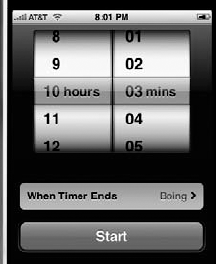 AT&T 8:01 PM
8 01
9 02
10 hours 03 mins
11 04
12 05
When Timer Ends Boing >
Start